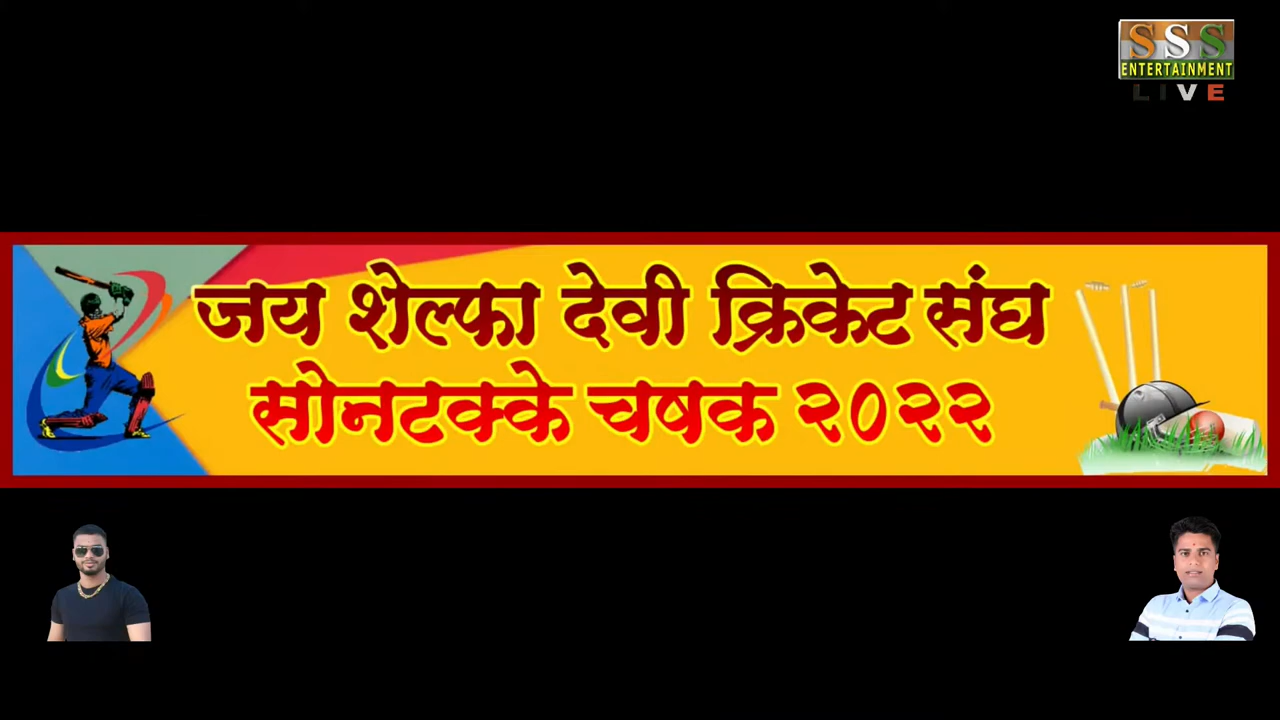 SSS
ENTERTAINMENT
LIVE
जय शेल्फा देवी क्रिकेट संघ
सोनटक्के चषक २०२२